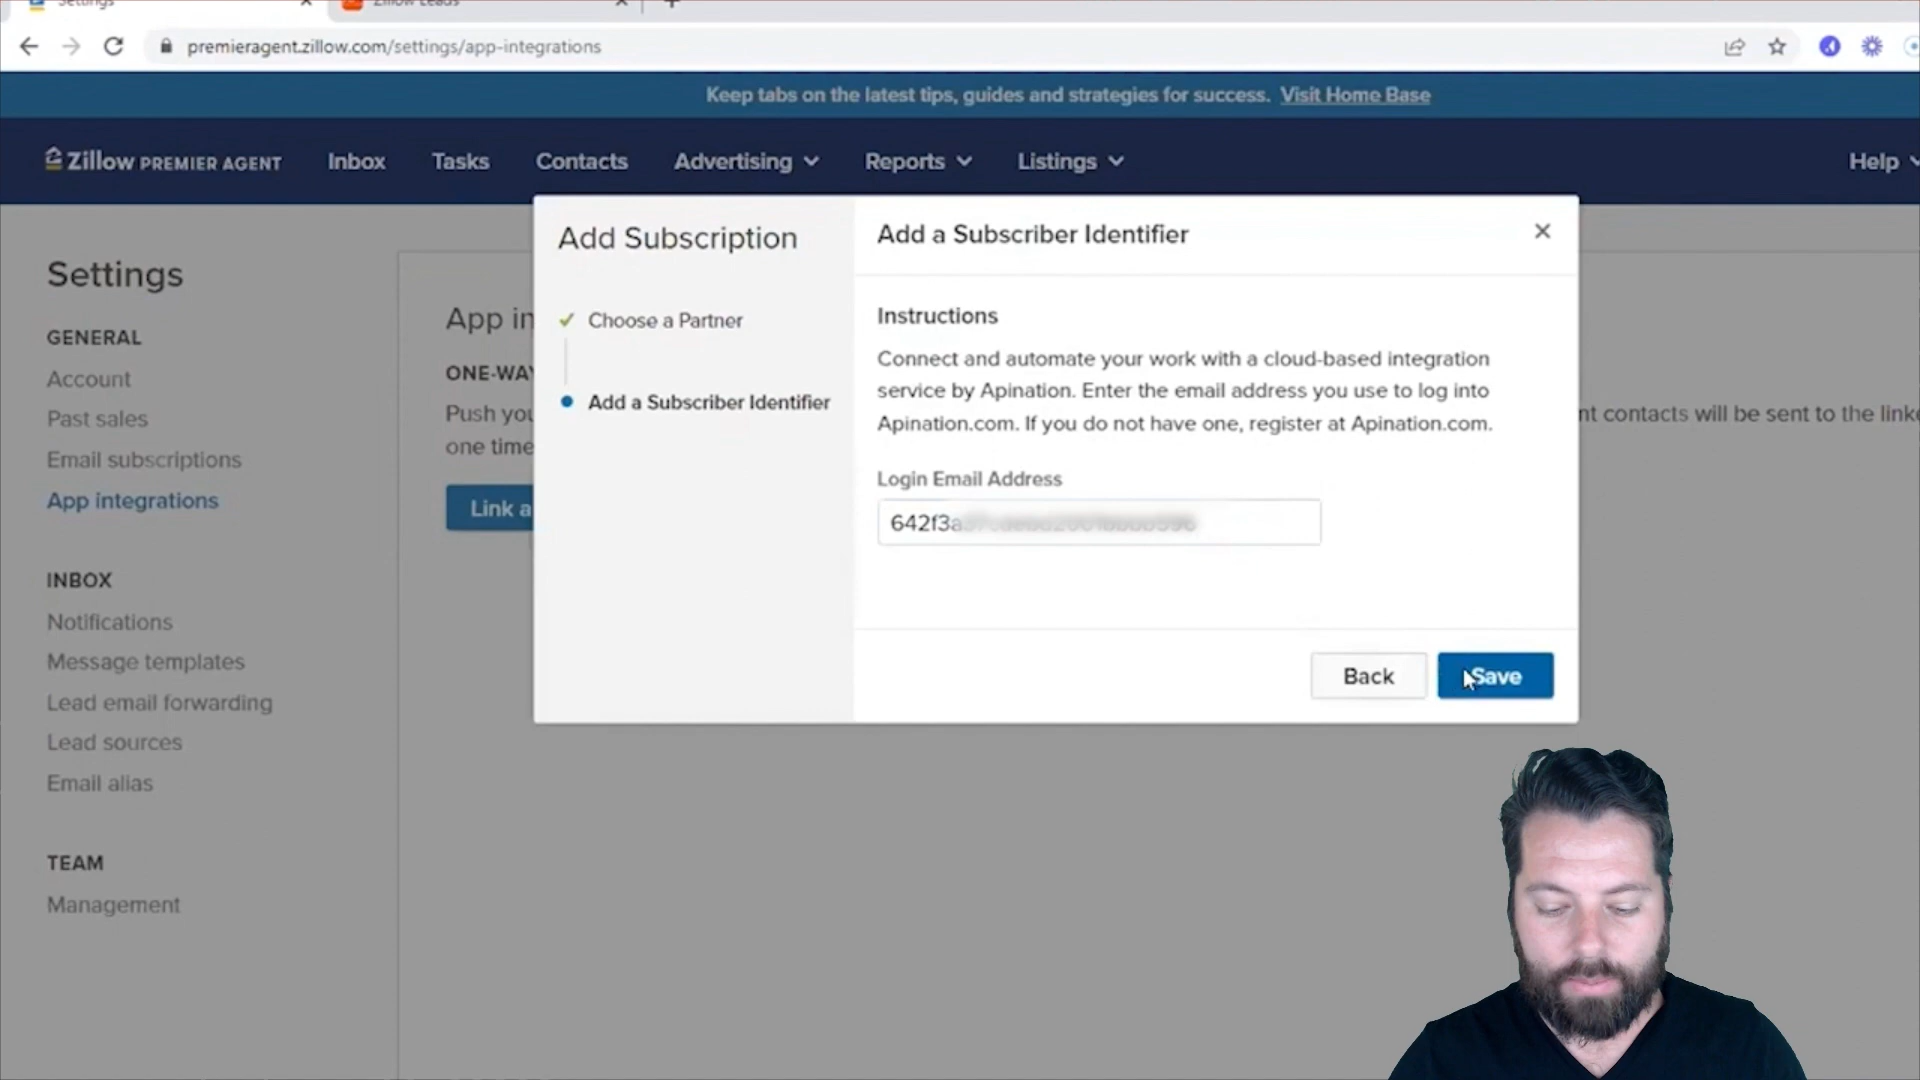 Settings
Zillow Leads
premieragent.zillow.com/settings/app-integrations
Keep tabs on the latest tips, guides and strategies for success. Visit Home Base
Zillow PREMIER AGENT Inbox Tasks Contacts Advertising Reports Listings Help
Settings
GENERAL
Account
Past sales
Email subscriptions
App integrations
INBOX
Notifications
Message templates
Lead email forwarding
Lead sources
Email alias
TEAM
Management
App in
ONE-WAY
Push you
nt contacts will be sent to the linke
one time
Link a
Add Subscription
Choose a Partner
Add a Subscriber Identifier
Add a Subscriber Identifier
Instructions
Connect and automate your work with a cloud-based integration
service by Apination. Enter the email address you use to log into
Apination.com. If you do not have one, register at Apination.com.
Login Email Address
642f3a
Back Save